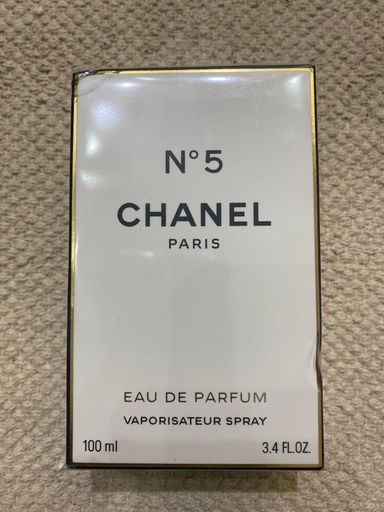 N°5
CHANEL
PARIS
EAU DE PARFUM
VAPORISATEUR SPRAY
100 ml 3.4 FL.OZ.